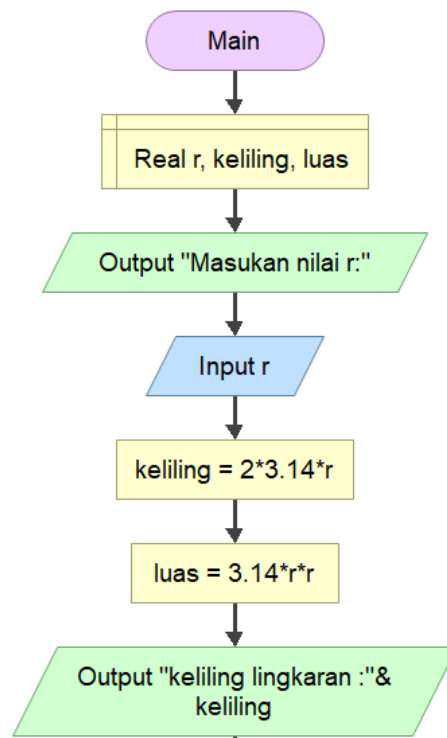 Main
Real r, keliling, luas
Output "Masukan nilai r:"
Input r
keliling = 2*3.14*r
luas = 3.14*r*r
Output "keliling lingkaran :"&
keliling